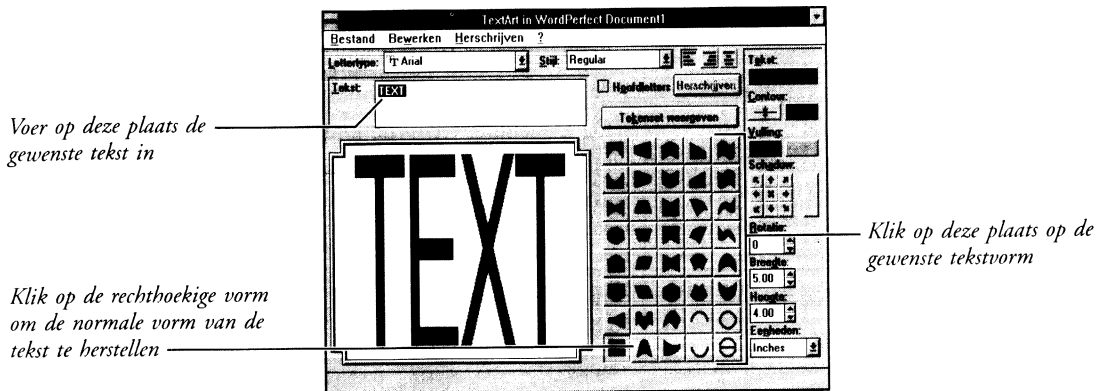 TextArt in WordPerfect Document1
Bestand Bewerken Herschrijven ?
Lettertype: Arial Stijl: Regular
Tekst:
Tekst: TEXT
Hoofdletters Herschrijven
Contour:
Tekenset weergeven
Vulling:
Voer op deze plaats de
gewenste tekst in
TEXT
Schaduw:
Rotatie:
0
Klik op deze plaats op de
gewenste tekstvorm
Breedte:
5.00
Hoogte:
4.00
Eenheden:
Inches
Klik op de rechthoekige vorm
om de normale vorm van de
tekst te herstellen